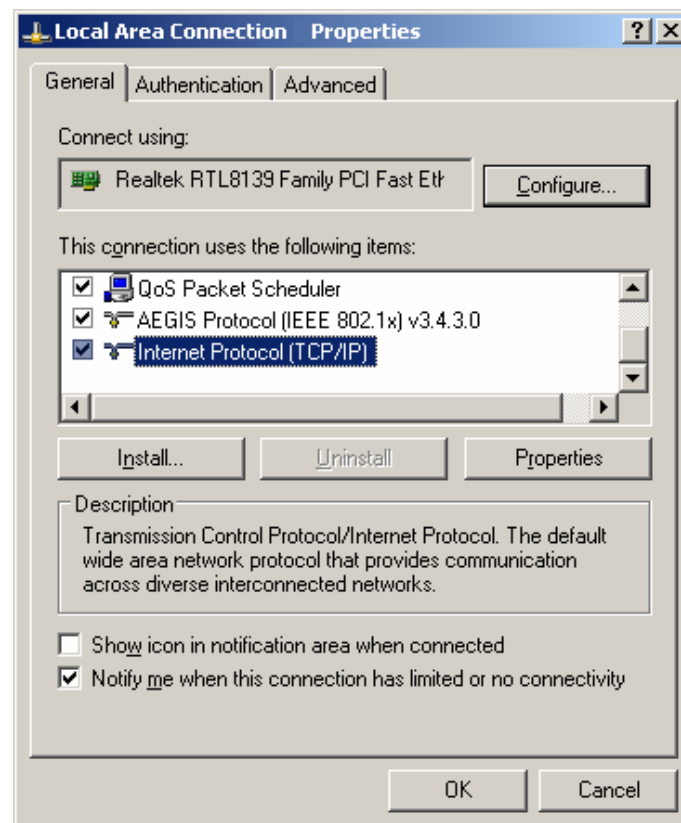 Local Area Connection Properties
General Authentication Advanced
Connect using:
Realtek RTL8139 Family PCI Fast Eth
Configure...
This connection uses the following items:
QoS Packet Scheduler
AEGIS Protocol (IEEE 802.1x) v3.4.3.0
Internet Protocol (TCP/IP)
Install... Uninstall Properties
Description
Transmission Control Protocol/Internet Protocol. The default
wide area network protocol that provides communication
across diverse interconnected networks.
Show icon in notification area when connected
Notify me when this connection has limited or no connectivity
OK Cancel